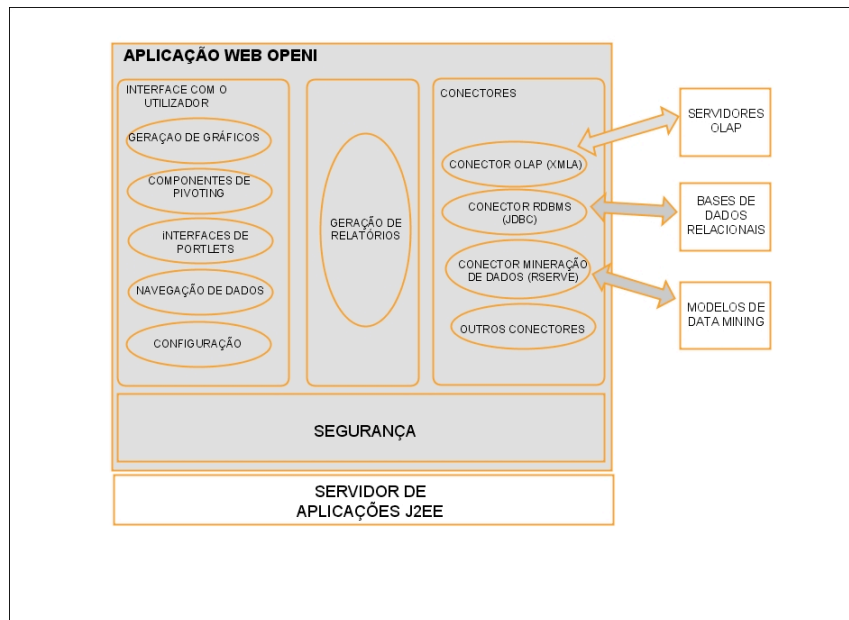 APLICAÇÃO WEB OPENI
INTERFACE COM O
UTILIZADOR
GERAÇAO DE GRÁFICOS
COMPONENTES DE
PIVOTING
iNTERFACES DE
PORTLETS
NAVEGAÇÃO DE DADOS
CONFIGURAÇÃO
GERAÇÃO DE
RELATÓRIOS
CONECTORES
CONECTOR OLAP (XMLA)
CONECTOR RDBMS
(JDBC)
CONECTOR MINERAÇÃO
DE DADOS (RSERVE)
OUTROS CONECTORES
SERVIDORES
OLAP
BASES DE
DADOS
RELACIONAIS
MODELOS DE
DATA MINING
SEGURANÇA
SERVIDOR DE
APLICAÇÕES J2EE